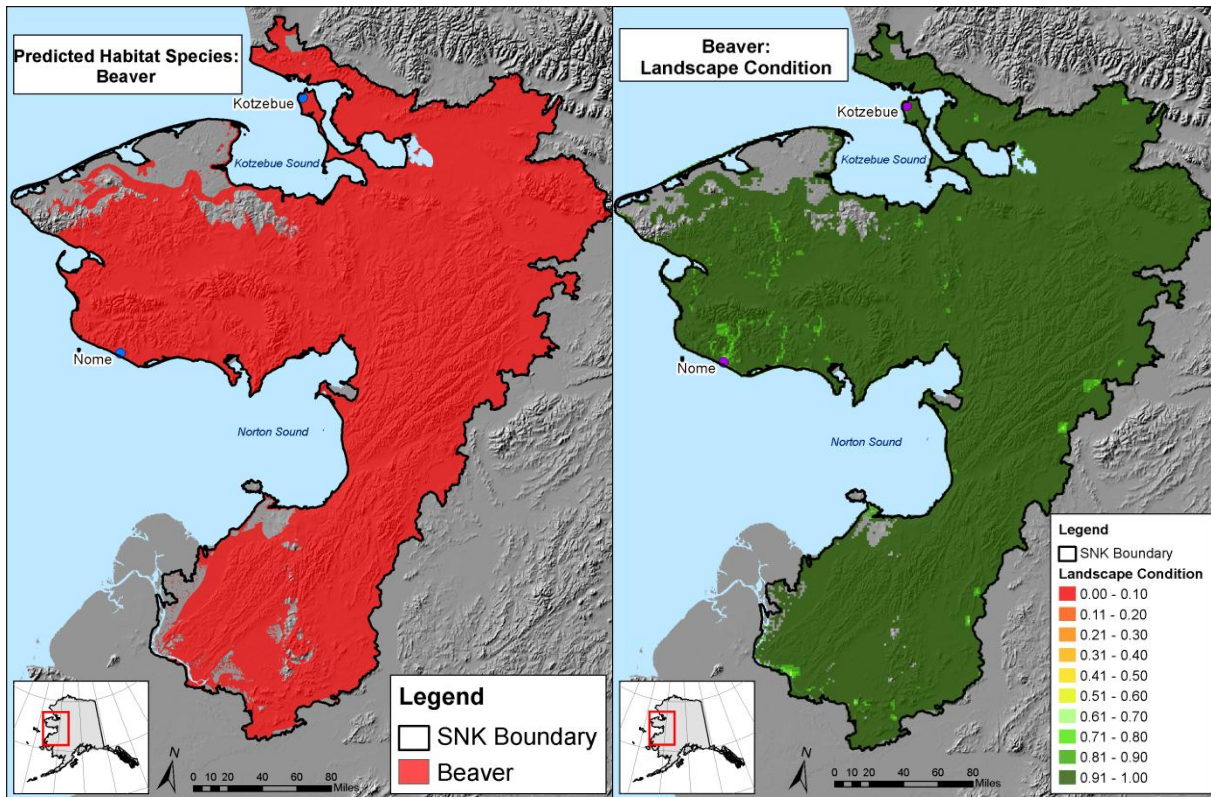 Predicted Habitat Species:
Beaver
Kotzebue
Kotzebue Sound
Nome
Norton Sound
Legend
SNK Boundary
Beaver
N
0 10 20 40 60 80
Miles
Beaver:
Landscape Condition
Kotzebue
Kotzebue Sound
Nome
Norton Sound
Legend
SNK Boundary
Landscape Condition
0.00 - 0.10
0.11 - 0.20
0.21 - 0.30
0.31 - 0.40
0.41 - 0.50
0.51 - 0.60
0.61 - 0.70
0.71 - 0.80
0.81 - 0.90
0.91 - 1.00
N
0 10 20 40 60 80
Miles